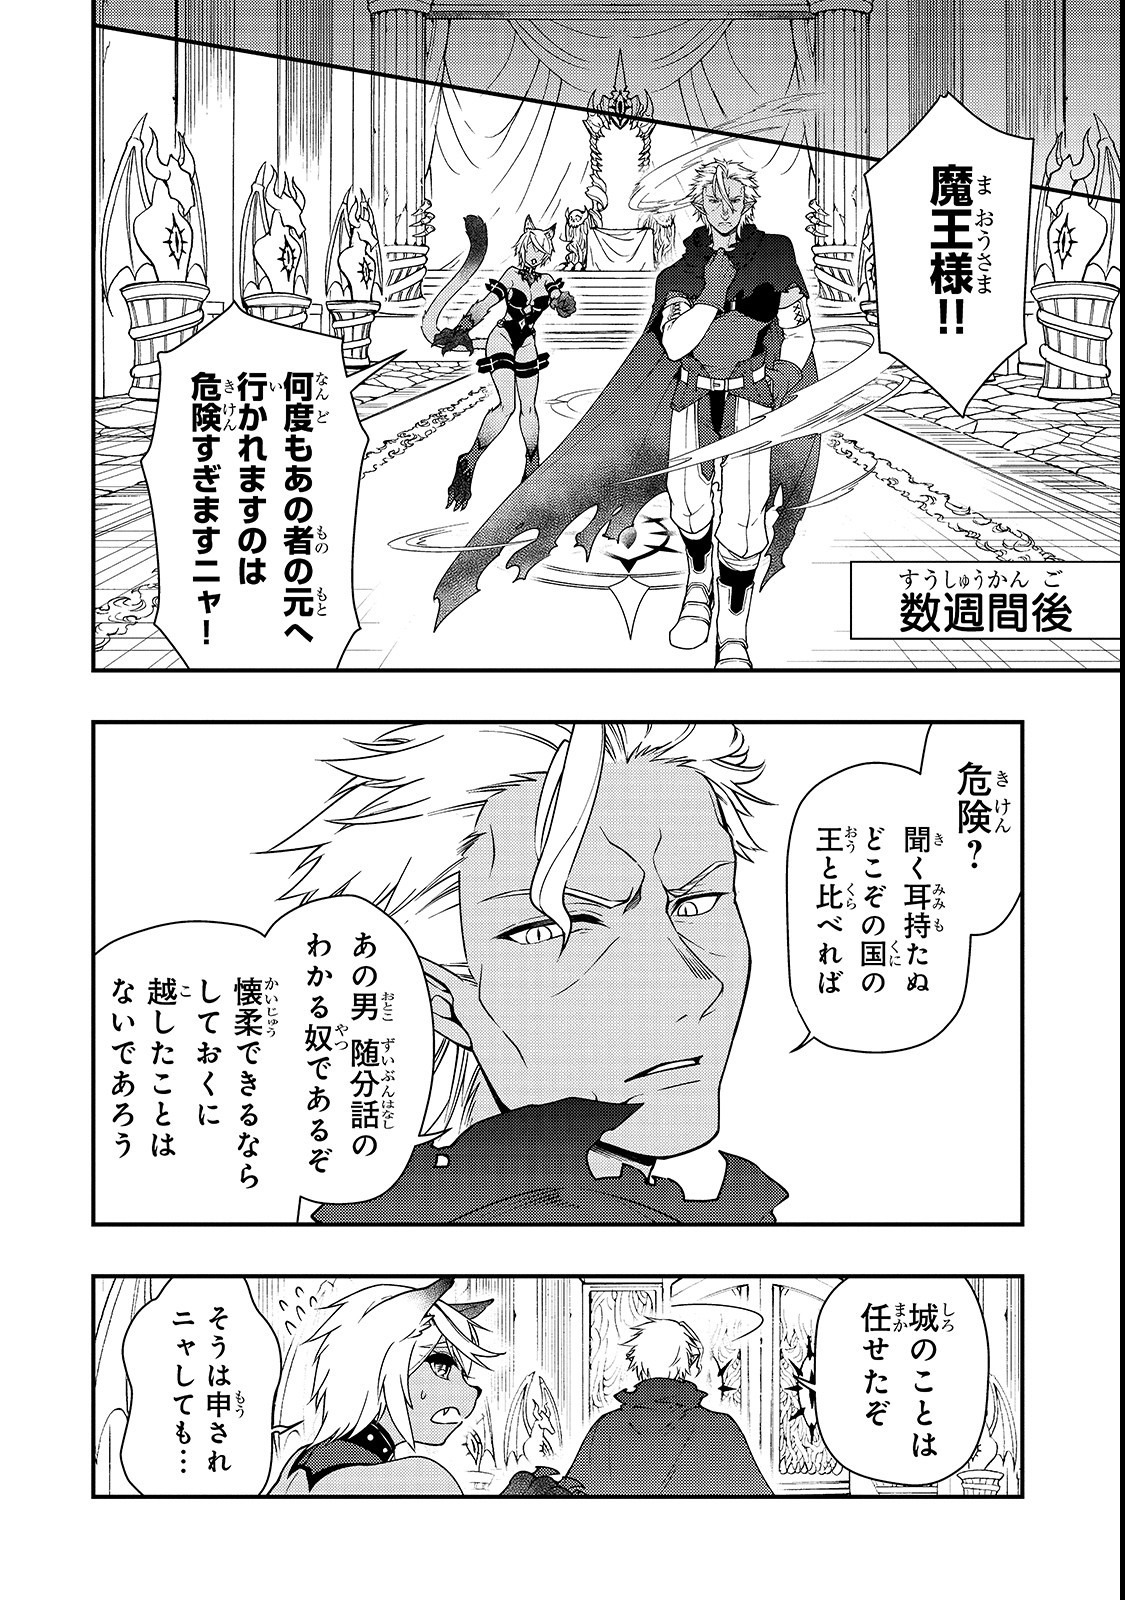 魔王様!!
数週間後
何度もあの者の元へ
行かれますのは
危険すぎますニャ!
危険?
聞く耳持たぬ
どこぞの国の
王と比べれば
あの男 随分話の
わかる奴であるぞ
懐柔できるなら
しておくに
越したことは
ないであろう
城のことは
任せたぞ
そうは申され
ニャしても…